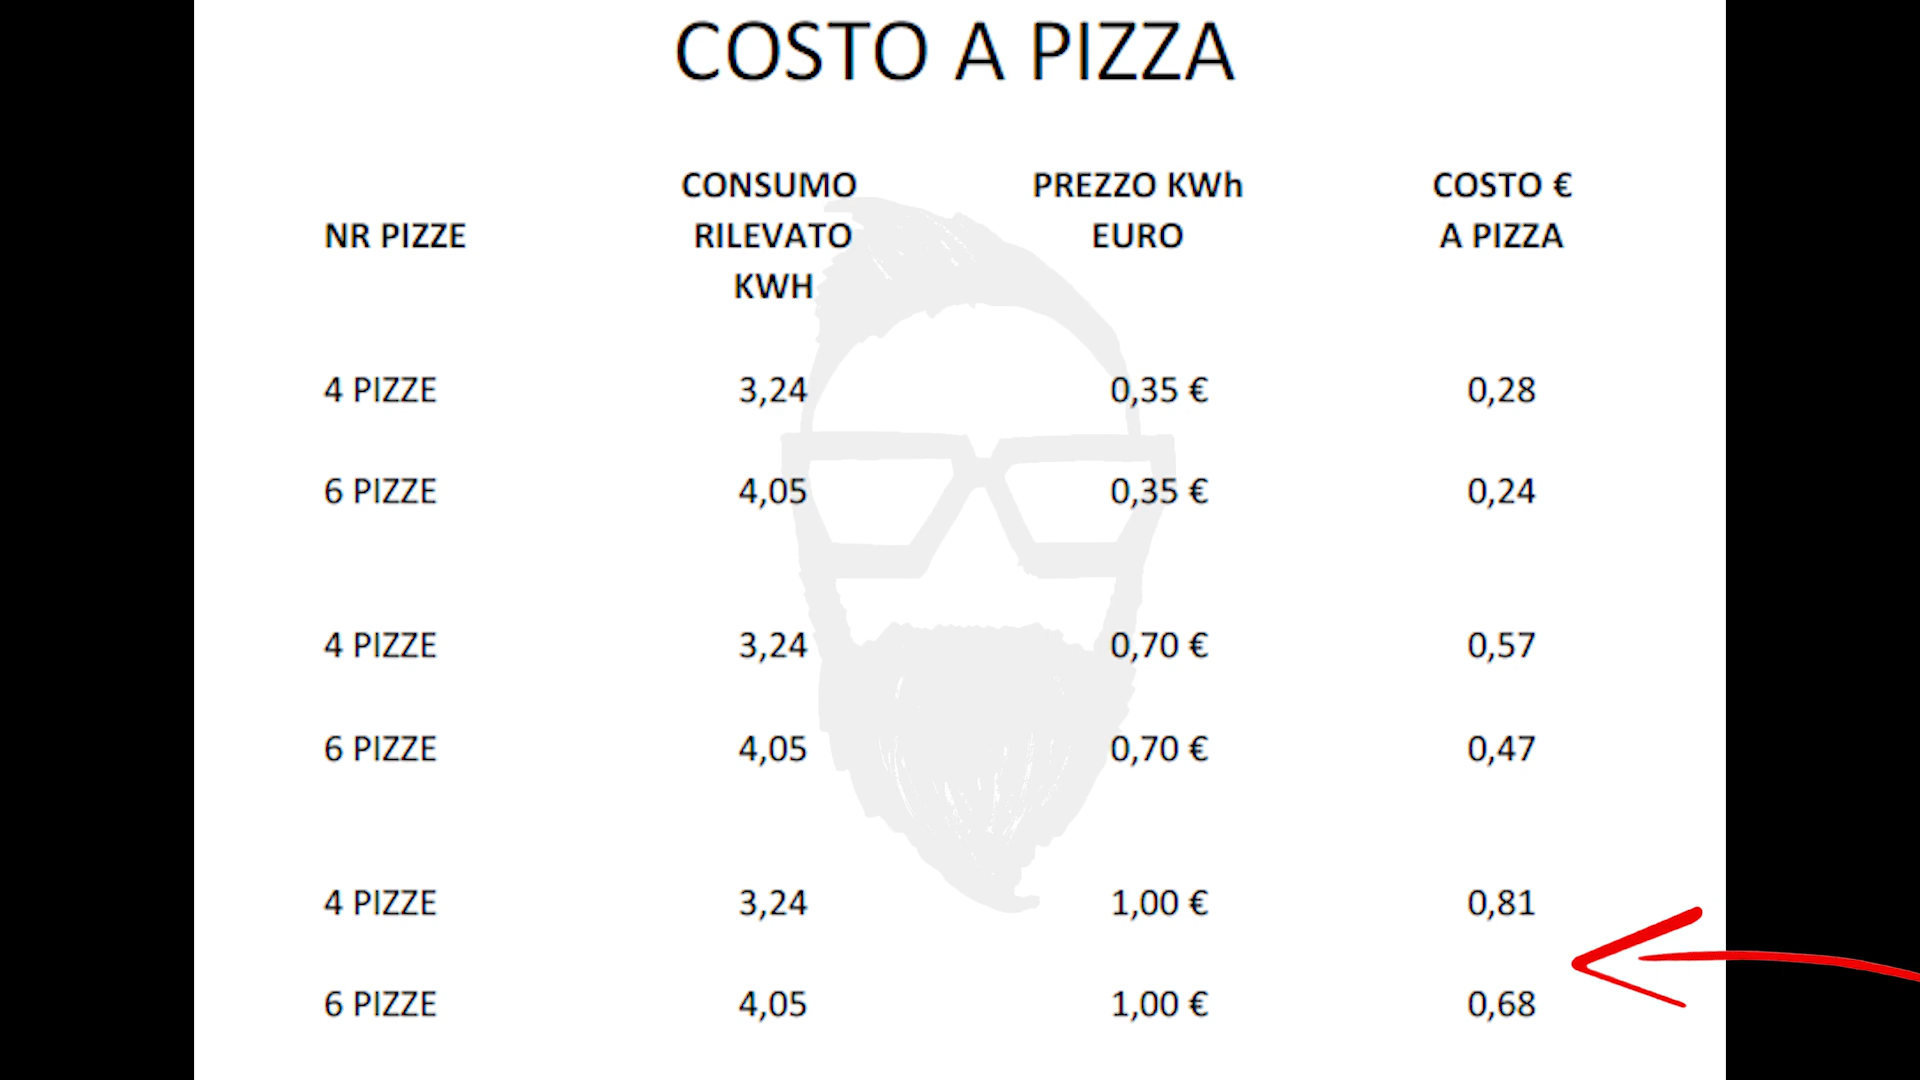 COSTO A PIZZA
NR PIZZE
CONSUMO
RILEVATO
KWH
PREZZO KWh
EURO
COSTO €
A PIZZA
4 PIZZE 3,24 0,35 € 0,28
6 PIZZE 4,05 0,35 € 0,24
4 PIZZE 3,24 0,70 € 0,57
6 PIZZE 4,05 0,70 € 0,47
4 PIZZE 3,24 1,00 € 0,81
6 PIZZE 4,05 1,00 € 0,68